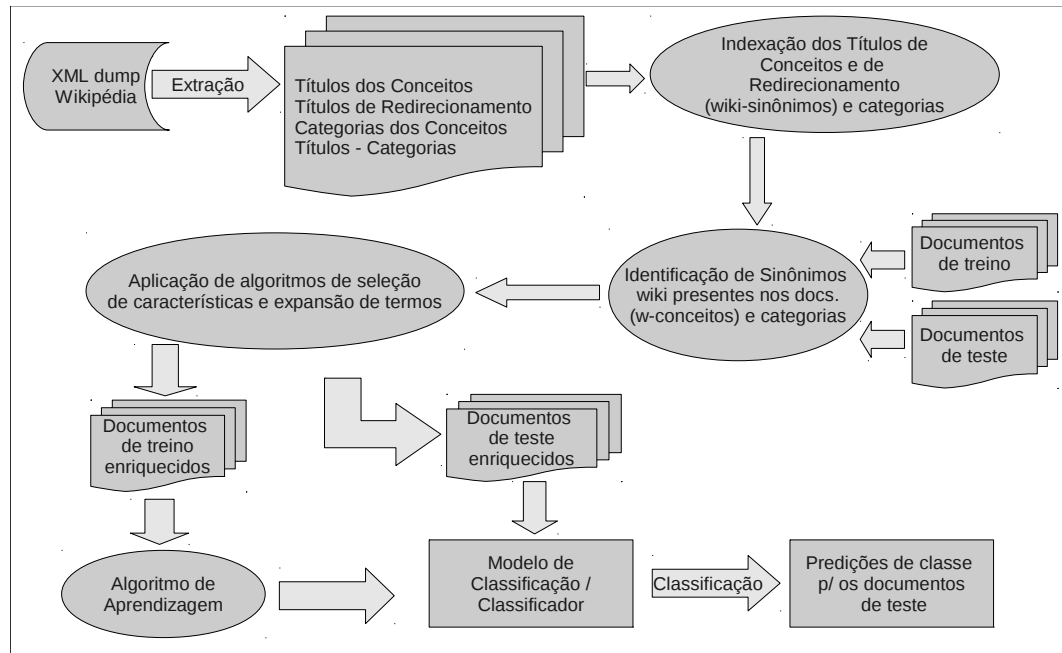 XML dump
Wikipédia
Extração
Títulos dos Conceitos
Títulos de Redirecionamento
Categorias dos Conceitos
Títulos - Categorias
Indexação dos Títulos de
Conceitos e de
Redirecionamento
(wiki-sinônimos) e categorias
Documentos
de treino
Documentos
de teste
Identificação de Sinônimos
wiki presentes nos docs.
(w-conceitos) e categorias
Aplicação de algoritmos de seleção
de características e expansão de termos
Documentos
de treino
enriquecidos
Documentos
de teste
enriquecidos
Algoritmo de
Aprendizagem
Modelo de
Classificação /
Classificador
Classificação
Predições de classe
p/ os documentos
de teste